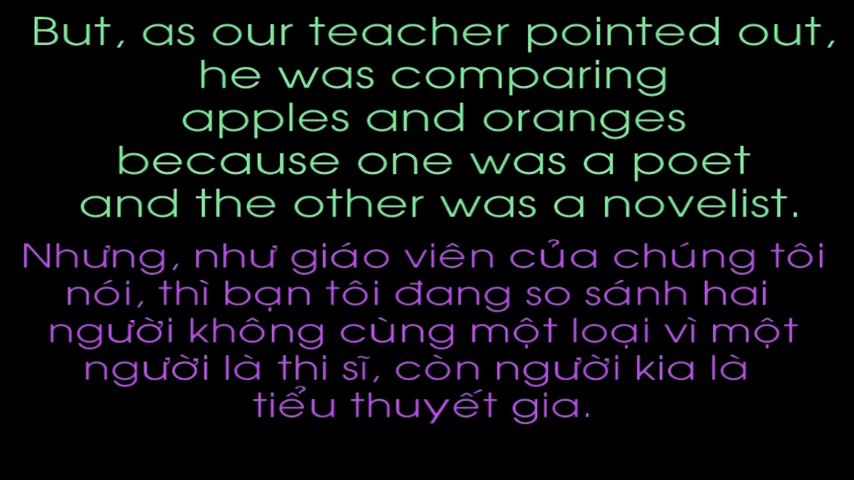 But, as our teacher pointed out,
he was comparing
apples and oranges
because one was a poet
and the other was a novelist.
Nhưng, như giáo viên của chúng tôi
nói, thì bạn tôi đang so sánh hai
người không cùng một loại vì một
người là thi sĩ, còn người kia là
tiểu thuyết gia.